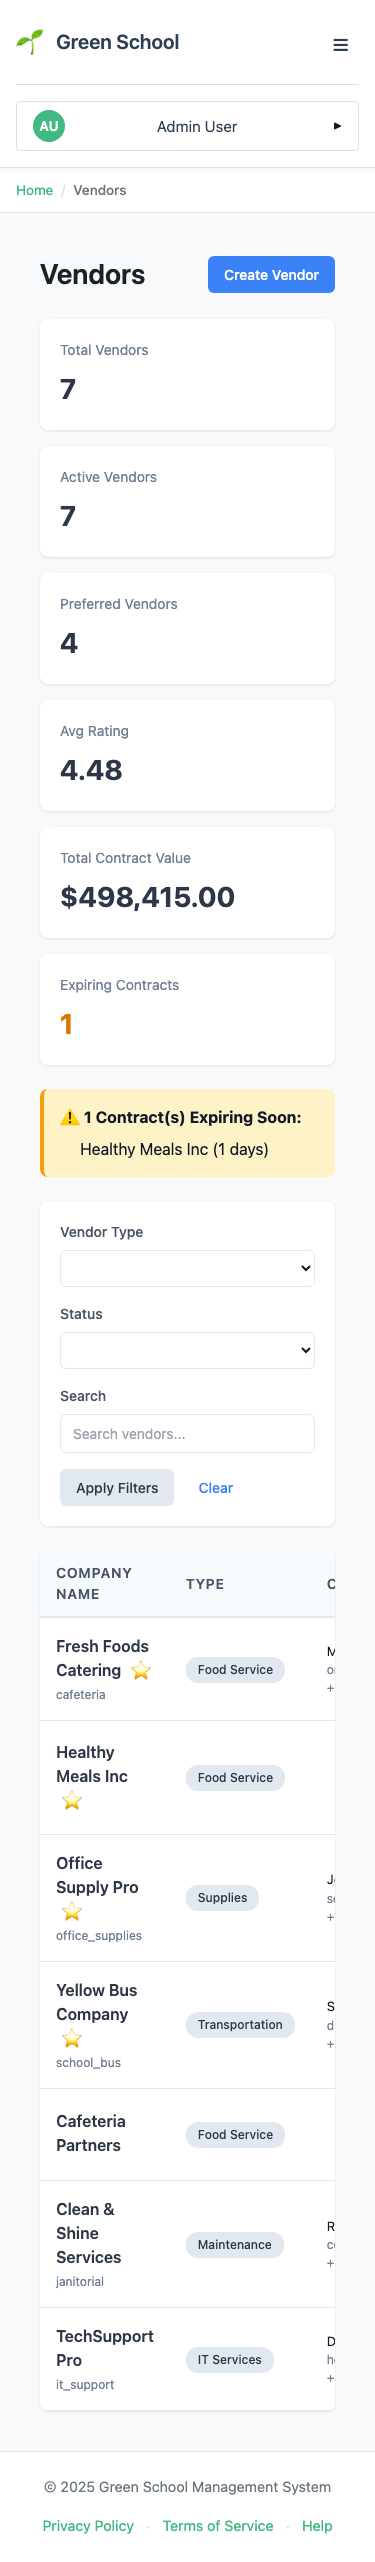 Green School
AU Admin User
Home / Vendors
Vendors
Create Vendor
Total Vendors
7
Active Vendors
7
Preferred Vendors
4
Avg Rating
4.48
Total Contract Value
$498,415.00
Expiring Contracts
1
1 Contract(s) Expiring Soon:
Healthy Meals Inc (1 days)
Vendor Type
Status
Search
Search vendors...
Apply Filters
Clear
COMPANY
NAME
TYPE
Fresh Foods
Catering
cafeteria
Food Service
Healthy
Meals Inc
Food Service
Office
Supply Pro
office_supplies
Supplies
Yellow Bus
Company
school_bus
Transportation
Cafeteria
Partners
Food Service
Clean &
Shine
Services
janitorial
Maintenance
TechSupport
Pro
it_support
IT Services
© 2025 Green School Management System
Privacy Policy · Terms of Service · Help